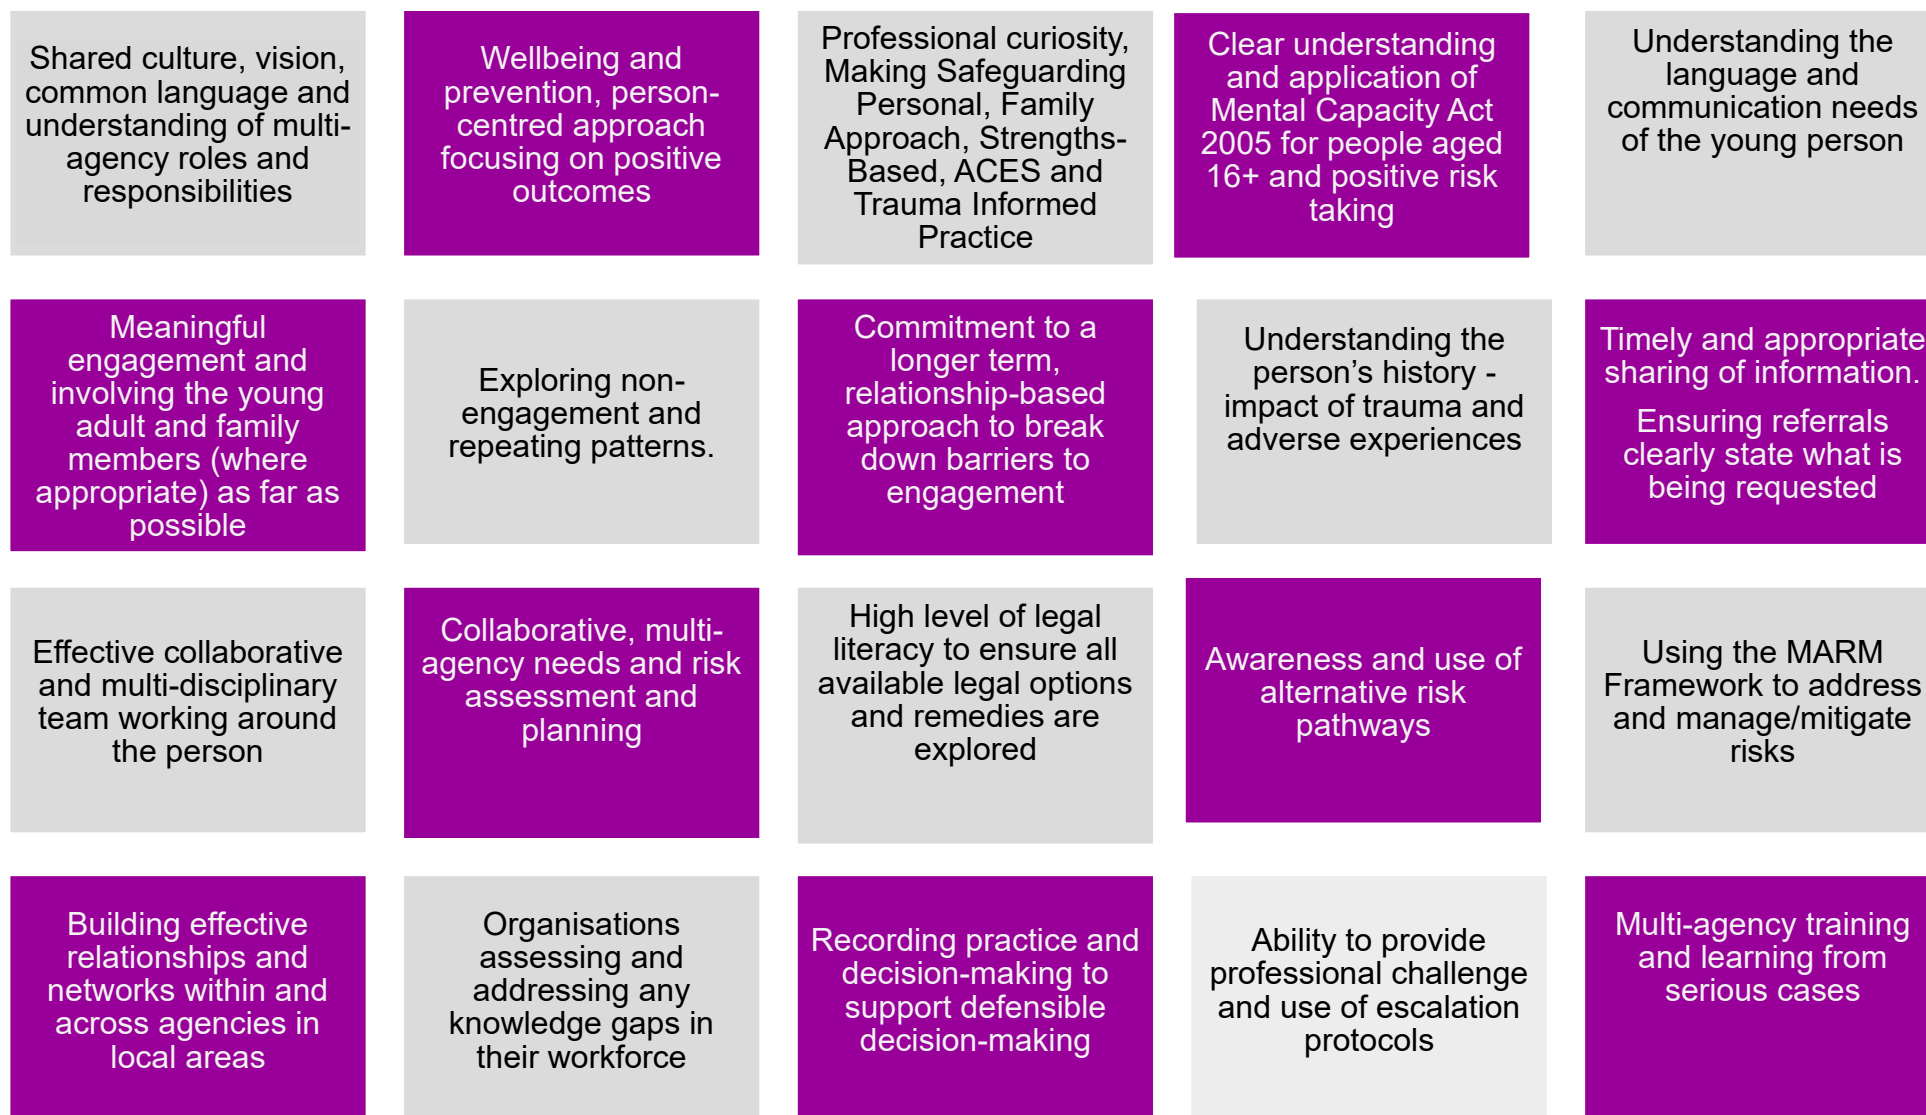 Shared culture, vision,
common language and
understanding of multi-
agency roles and
responsibilities
Wellbeing and
prevention, person-
centred approach
focusing on positive
outcomes
Professional curiosity,
Making Safeguarding
Personal, Family
Approach, Strengths-
Based, ACES and
Trauma Informed
Practice
Clear understanding
and application of
Mental Capacity Act
2005 for people aged
16+ and positive risk
taking
Understanding the
language and
communication needs
of the young person
Meaningful
engagement and
involving the young
adult and family
members (where
appropriate) as far as
possible
Exploring non-
engagement and
repeating patterns.
Commitment to a
longer term,
relationship-based
approach to break
down barriers to
engagement
Understanding the
person’s history -
impact of trauma and
adverse experiences
Timely and appropriate
sharing of information.
Ensuring referrals
clearly state what is
being requested
Effective collaborative
and multi-disciplinary
team working around
the person
Collaborative, multi-
agency needs and risk
assessment and
planning
High level of legal
literacy to ensure all
available legal options
and remedies are
explored
Awareness and use of
alternative risk
pathways
Using the MARM
Framework to address
and manage/mitigate
risks
Building effective
relationships and
networks within and
across agencies in
local areas
Organisations
assessing and
addressing any
knowledge gaps in
their workforce
Recording practice and
decision-making to
support defensible
decision-making
Ability to provide
professional challenge
and use of escalation
protocols
Multi-agency training
and learning from
serious cases